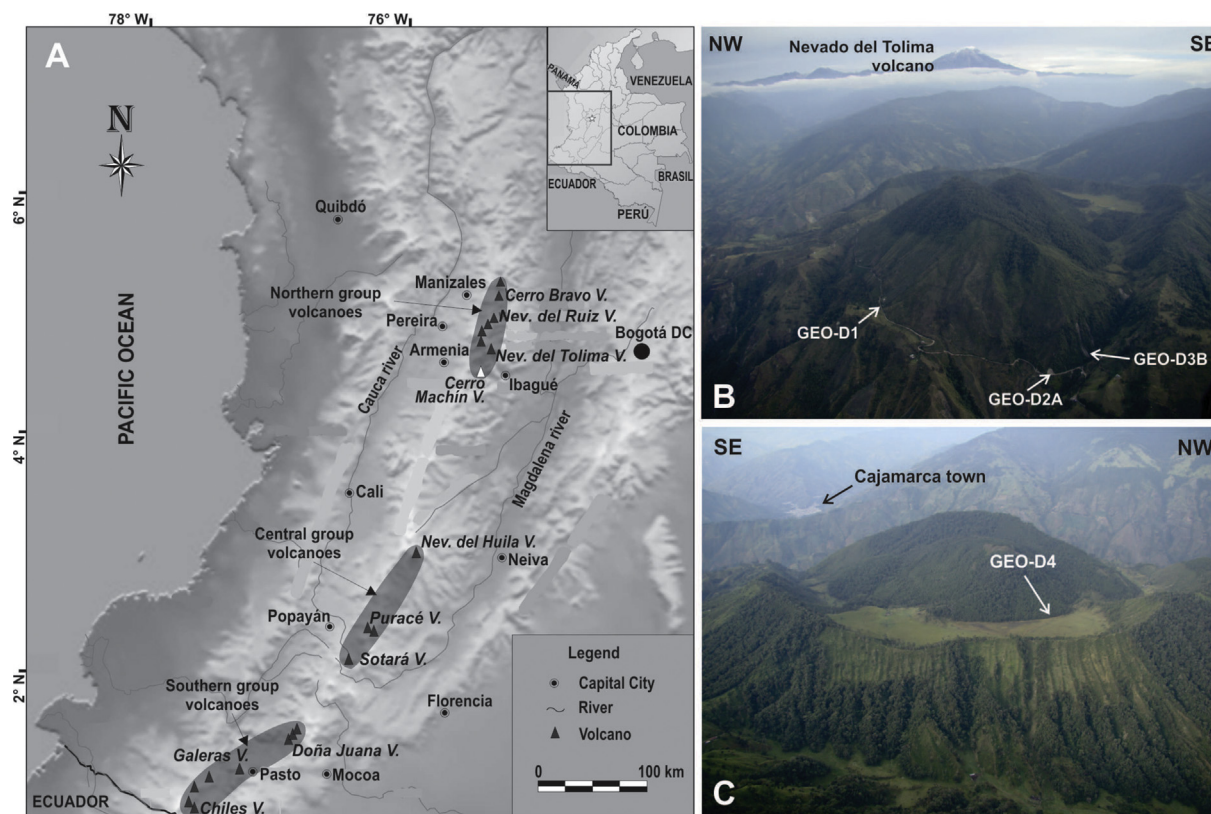 78° W
76° W
A
N
6° N
4° N
2° N
PACIFIC OCEAN
PANAMÁ
VENEZUELA
COLOMBIA
ECUADOR
BRASIL
PERÚ
Quibdó
Manizales
Northern group
volcanoes
Cerro Bravo V.
Pereira
Nev. del Ruiz V.
Bogotá DC
Armenia
Nev. del Tolima V.
Cerro
Machín V.
Ibagué
Cauca river
Magdalena river
Cali
Central group
volcanoes
Nev. del Huila V.
Neiva
Popayán
Puracé V.
Sotará V.
Southern group
volcanoes
Florencia
Galeras V.
Doña Juana V.
Pasto
Mocoa
ECUADOR
Chiles V.
Legend
Capital City
River
Volcano
0
100 km
NW
Nevado del Tolima
volcano
SE
GEO-D1
GEO-D3B
GEO-D2A
B
SE
NW
Cajamarca town
GEO-D4
C